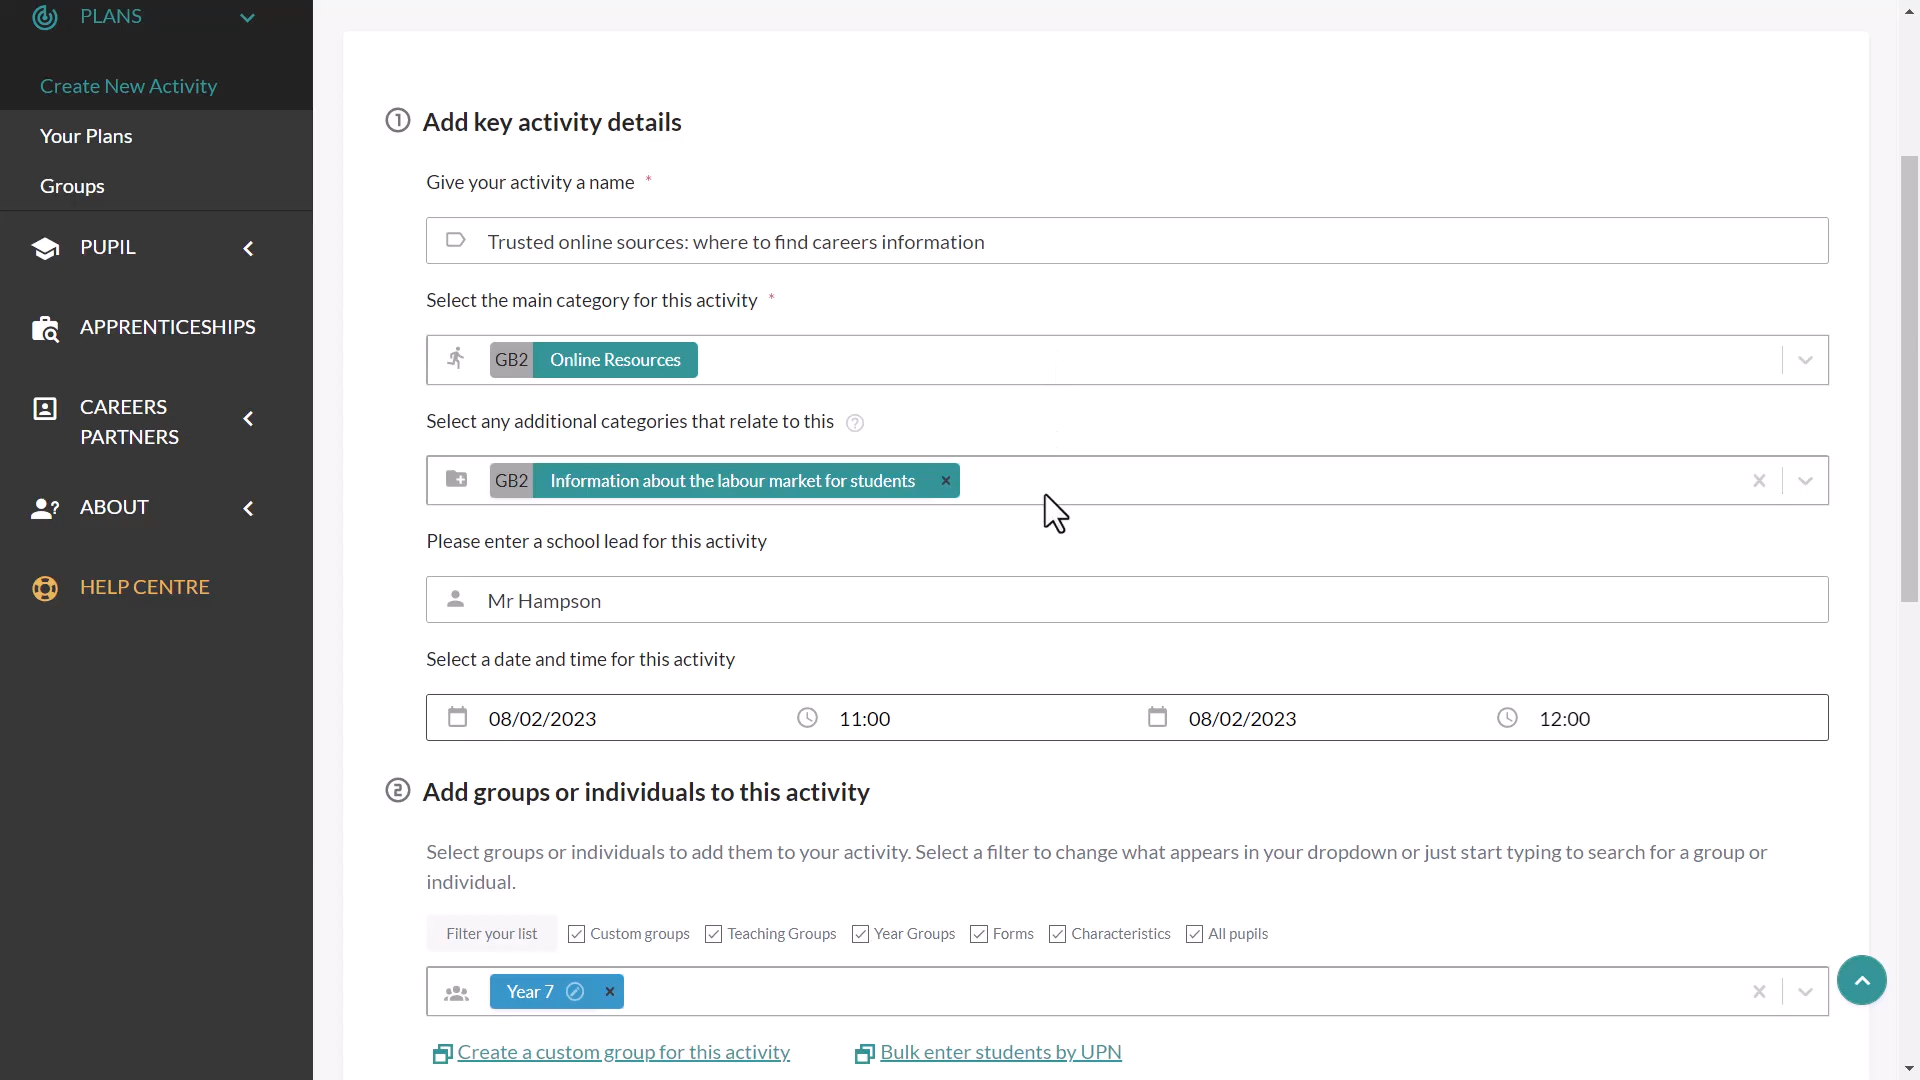 PLANS
Create New Activity
Your Plans
Groups
PUPIL
APPRENTICESHIPS
CAREERS
PARTNERS
ABOUT
HELP CENTRE
1 Add key activity details
Give your activity a name *
Trusted online sources: where to find careers information
Select the main category for this activity *
GB2 Online Resources
Select any additional categories that relate to this ?
GB2 Information about the labour market for students ×
Please enter a school lead for this activity
Mr Hampson
Select a date and time for this activity
08/02/2023 11:00 08/02/2023 12:00
2 Add groups or individuals to this activity
Select groups or individuals to add them to your activity. Select a filter to change what appears in your dropdown or just start typing to search for a group or
individual.
Filter your list Custom groups Teaching Groups Year Groups Forms Characteristics All pupils
Year 7 ×
Create a custom group for this activity Bulk enter students by UPN